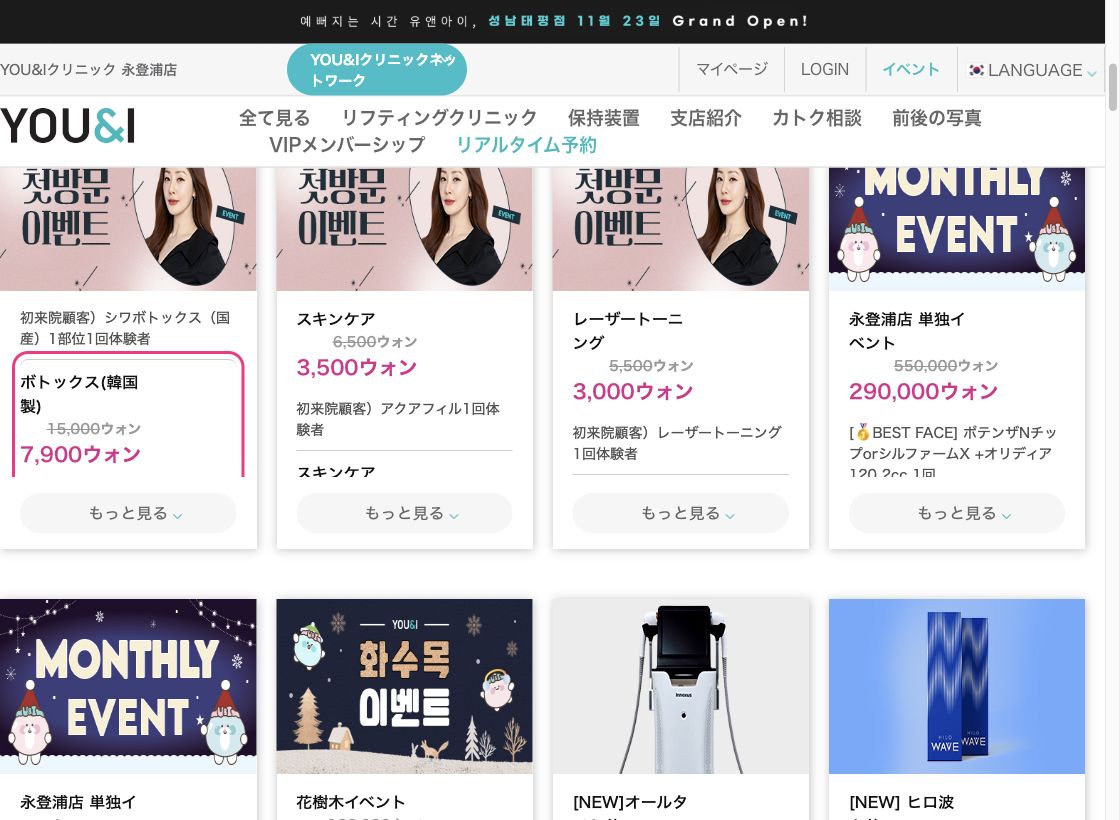 예뻐지는 시간 유앤아이, 성남태평점 11월 23일 Grand Open!
YOU&Iクリニック 永登浦店
YOU&Iクリニックネットワーク
マイページ
LOGIN
イベント
LANGUAGE
YOU&I
全て見る
リフティングクリニック
保持装置
支店紹介
カトク相談
前後の写真
VIPメンバーシップ
リアルタイム予約
첫방문
이벤트
EVENT
初来院顧客）シワボトックス（国
産）1部位1回体験者
ボトックス(韓国
製)
15,000ウォン
7,900ウォン
もっと見る
첫방문
이벤트
EVENT
スキンケア
6,500ウォン
3,500ウォン
初来院顧客）アクアフィル1回体
験者
スキンケア
もっと見る
첫방문
이벤트
EVENT
レーザートーニ
ング
5,500ウォン
3,000ウォン
初来院顧客）レーザートーニング
1回体験者
もっと見る
MONTHLY
EVENT
永登浦店 単独イ
ベント
550,000ウォン
290,000ウォン
[🥇BEST FACE] ポテンザNチッ
プorシルファームX +オリディア
120 2cc 1回
もっと見る
MONTHLY
EVENT
永登浦店 単独イ
YOU&I
화수목
이벤트
花樹木イベント
innexus
[NEW]オールタ
HILO
WAVE
HILO
WAVE
[NEW] ヒロ波